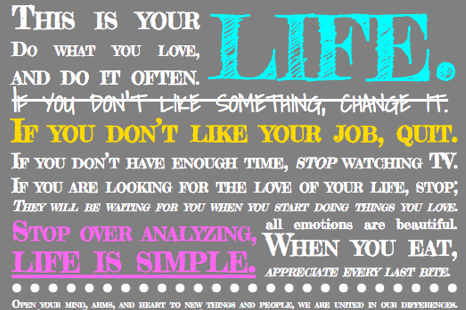 This is your LIFE.
Do what you love,
and do it often.
If you don't like something, change it.
If you don't like your job, quit.
If you don't have enough time, stop watching TV.
If you are looking for the love of your life, stop;
They will be waiting for you when you start doing things you love.
Stop over analyzing,
life is simple.
all emotions are beautiful.
When you eat,
appreciate every last bite.
Open your mind, arms, and heart to new things and people, we are united in our differences.